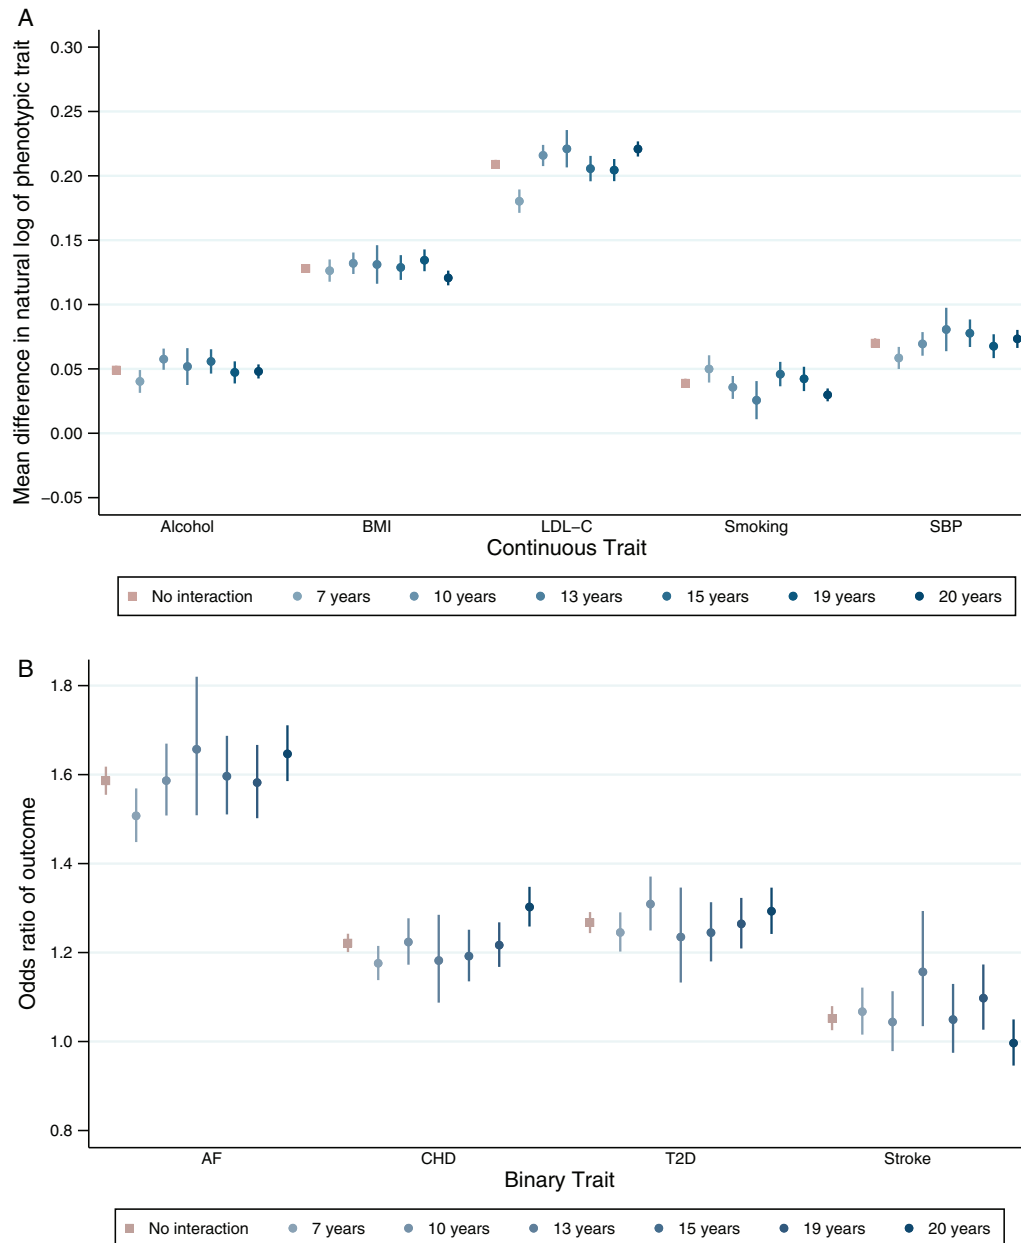 A
Mean difference in natural log of phenotypic trait
0.30
0.25
0.20
0.15
0.10
0.05
0.00
−0.05
Alcohol BMI LDL−C Smoking SBP
Continuous Trait
No interaction 7 years 10 years 13 years 15 years 19 years 20 years
B
Odds ratio of outcome
1.8
1.6
1.4
1.2
1.0
0.8
AF CHD T2D Stroke
Binary Trait
No interaction 7 years 10 years 13 years 15 years 19 years 20 years